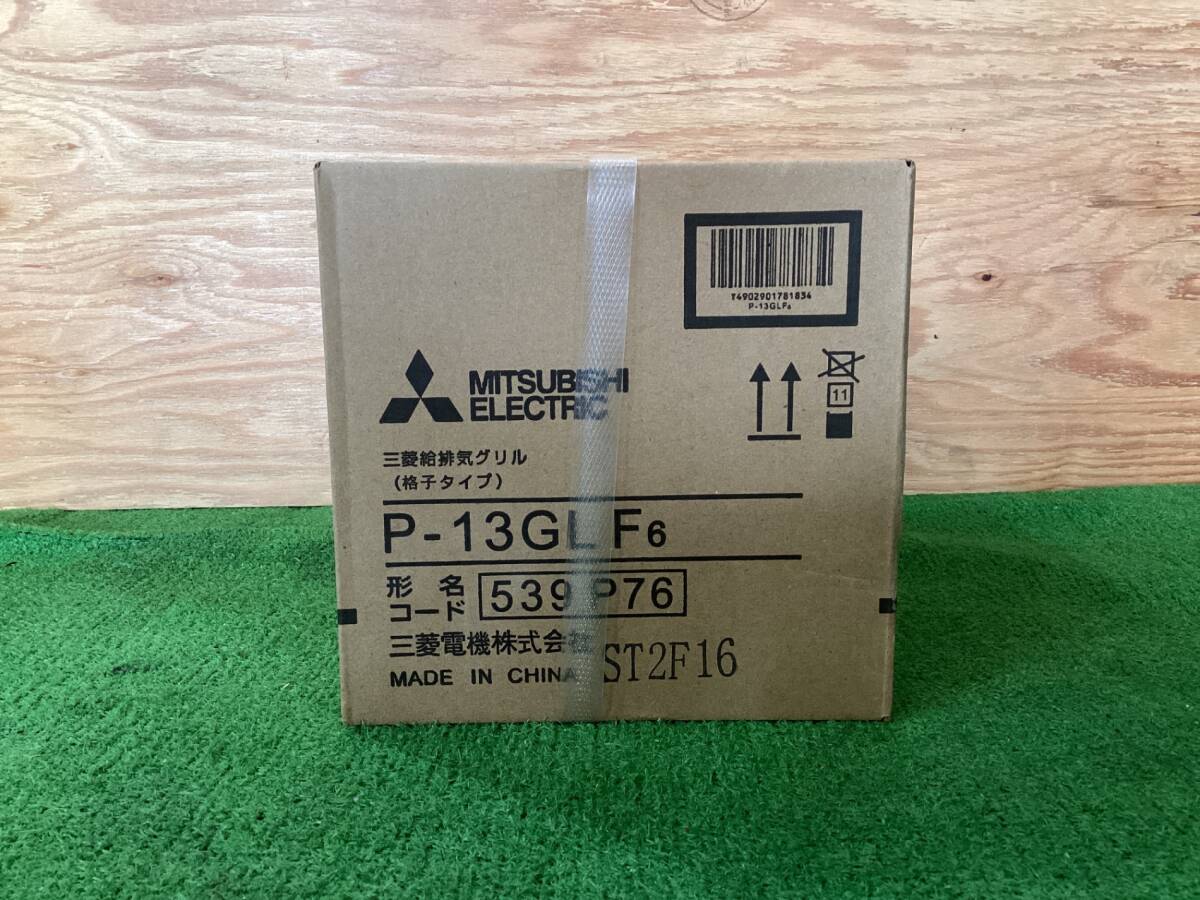 T4902901781834
P-13GLF6
MITSUBISHI
ELECTRIC
11
三菱給排気グリル
(格子タイプ)
P-13GLF6
形名
コード 539P76
三菱電機株式会社
MADE IN CHINA ST2F16